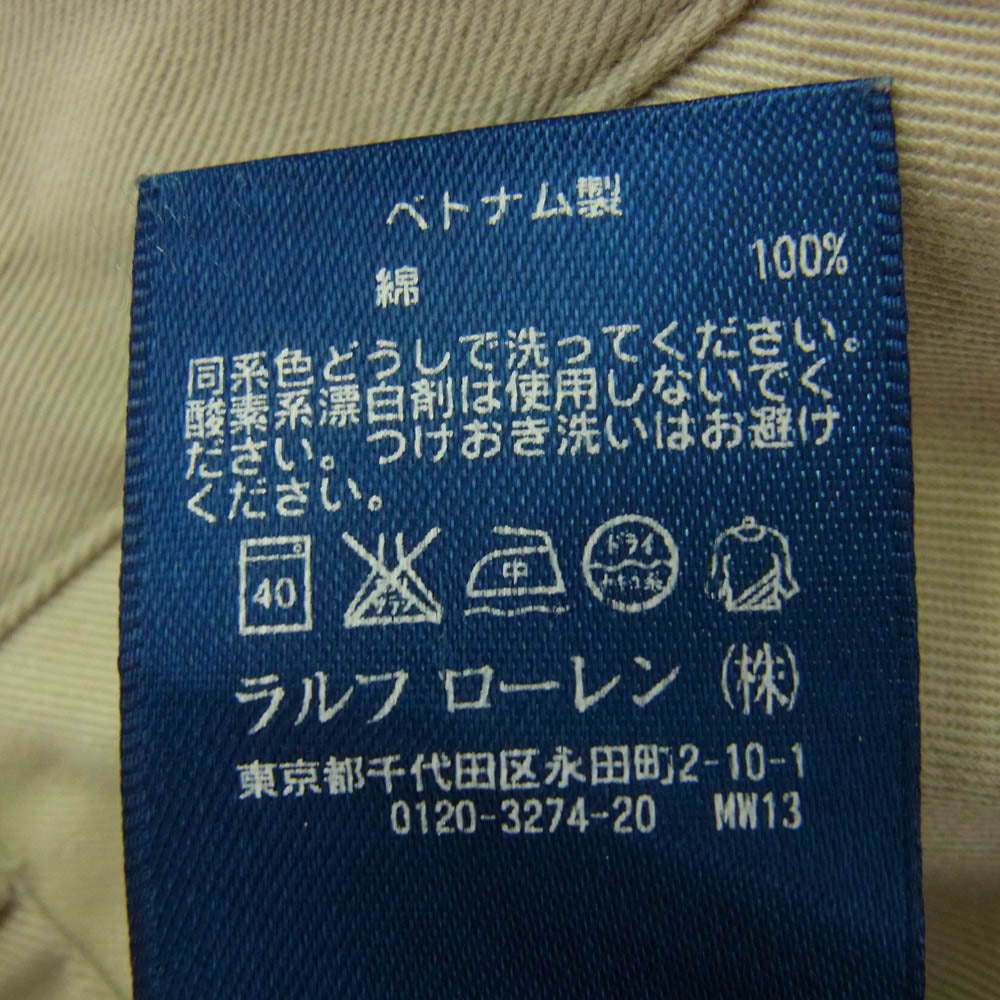 ベトナム製
綿 100%
同系色どうしで洗ってください。
酸素系漂白剤は使用しないでく
ださい。つけおき洗いはお避け
ください。
40 中 ドライ
ラルフ ローレン (株)
東京都千代田区永田町2-10-1
0120-3274-20 MW13